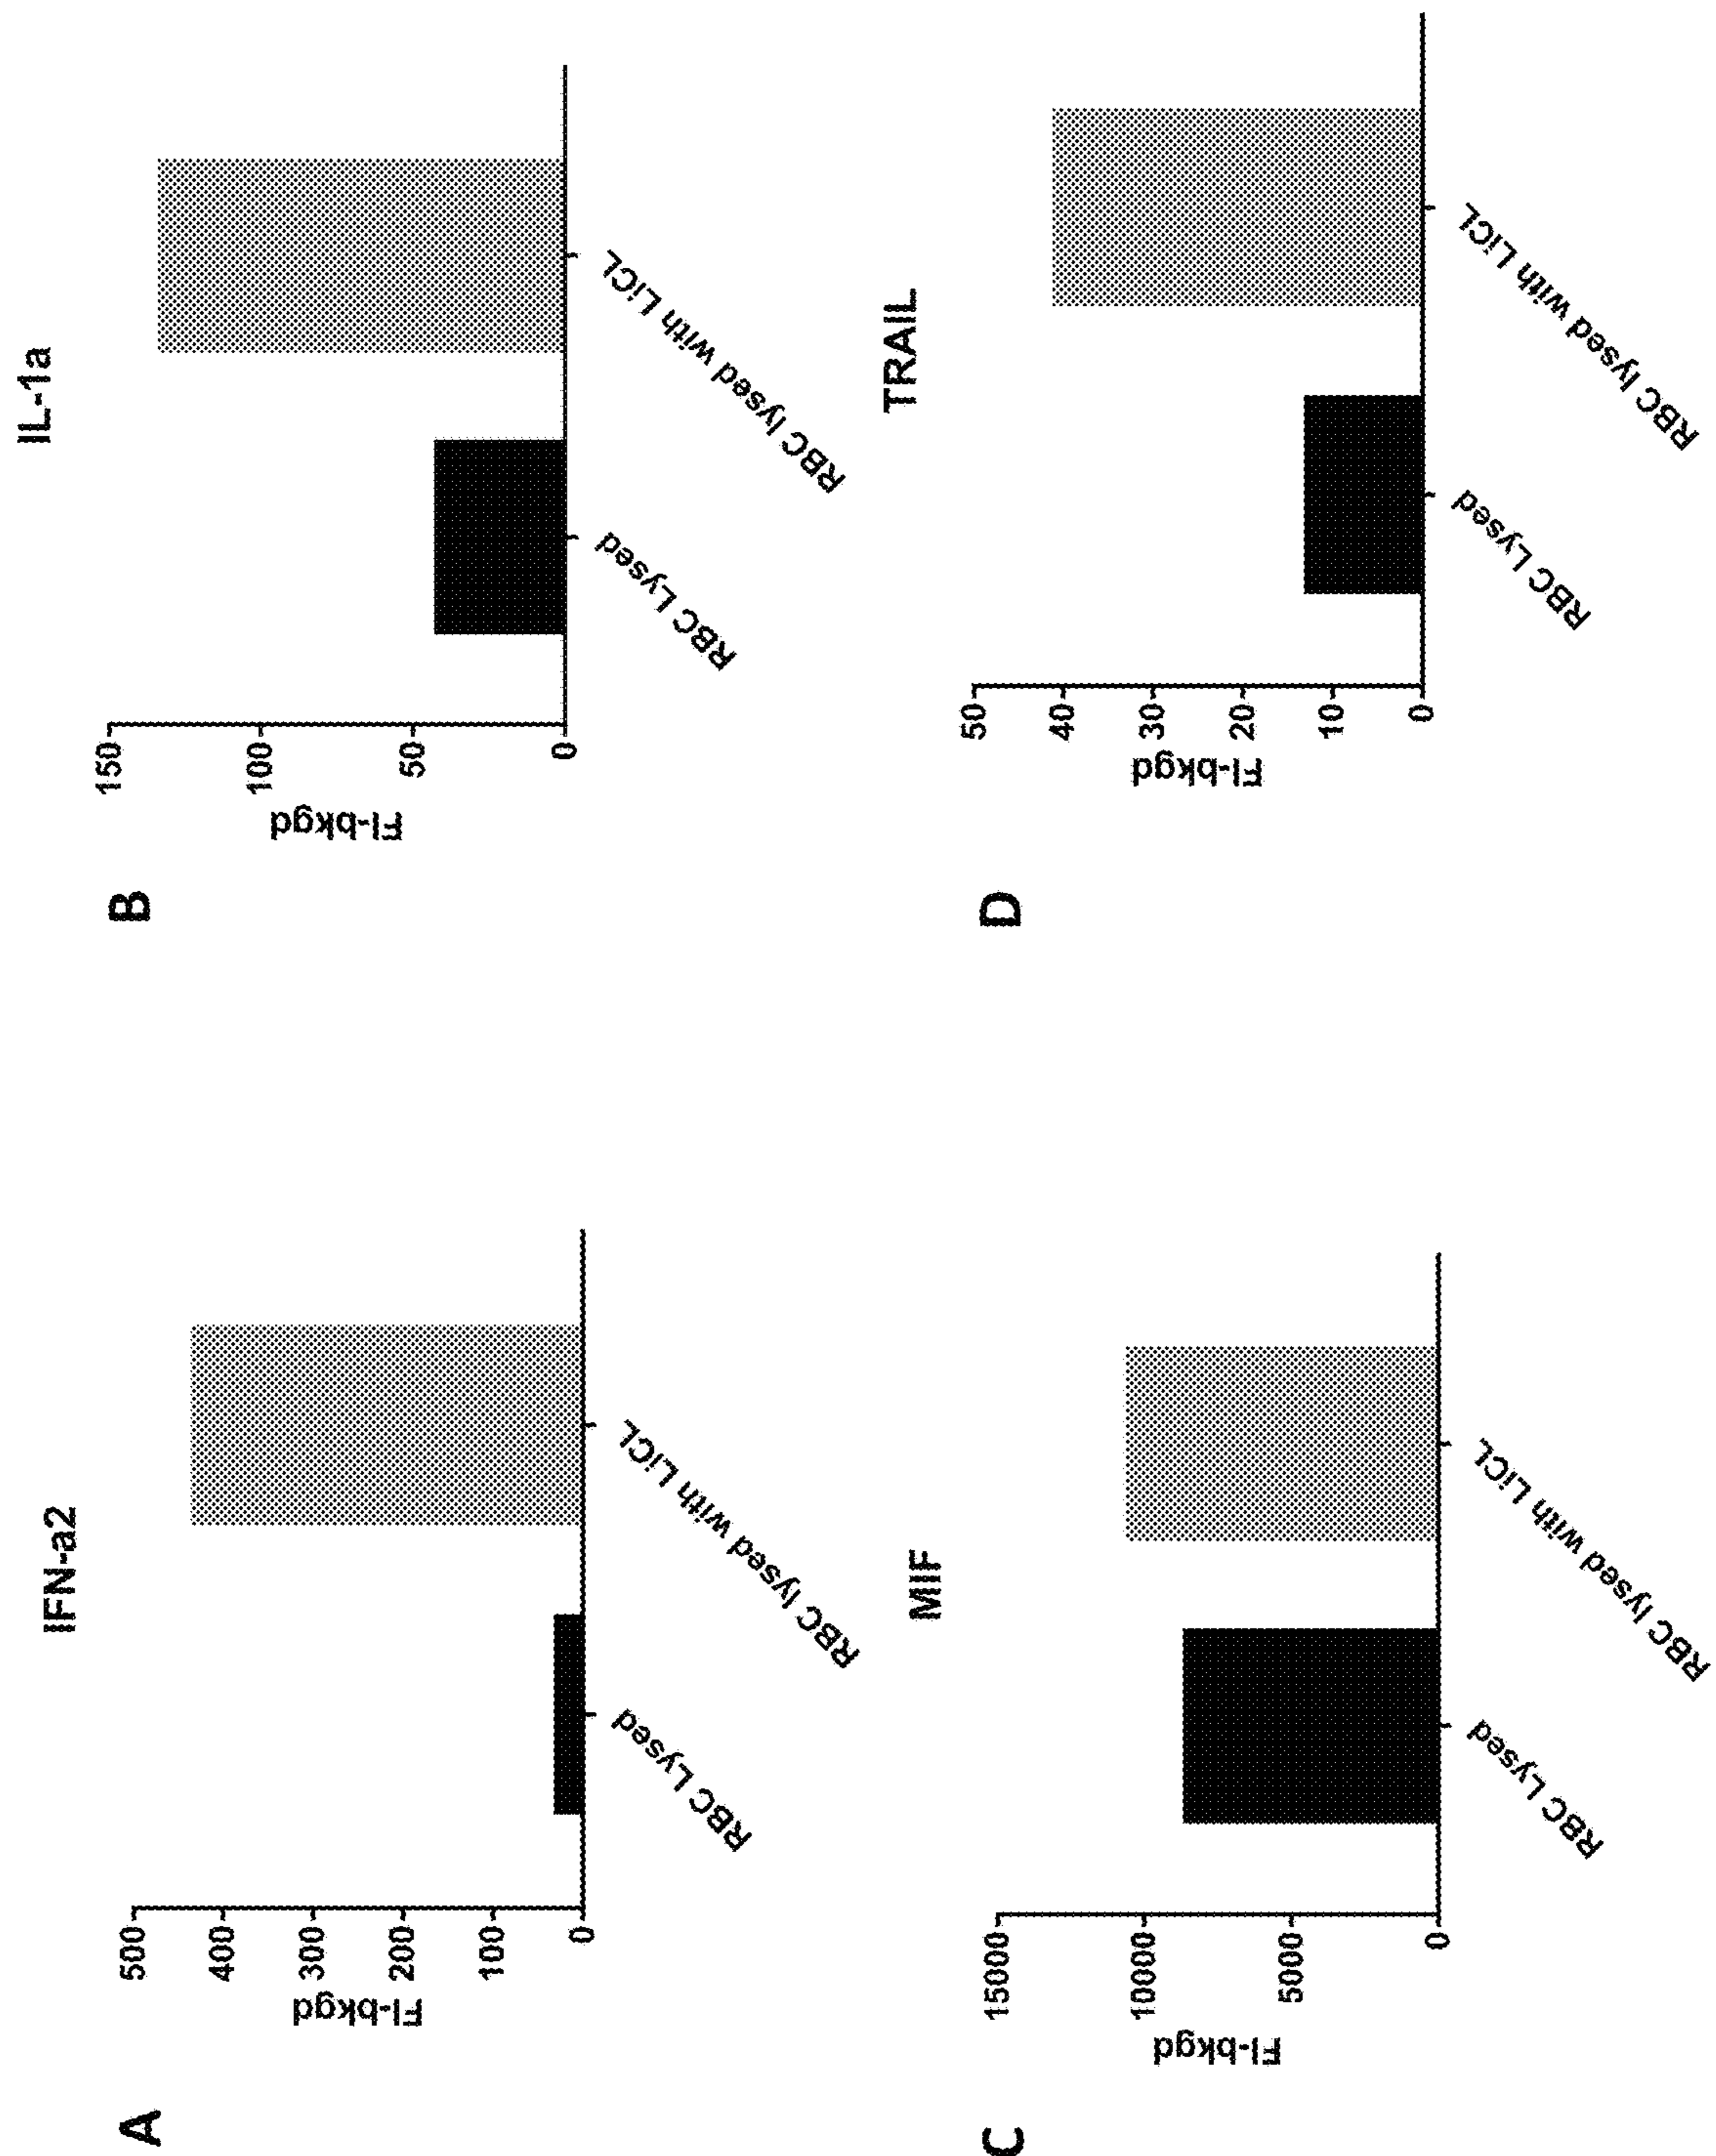 A
IFN-a2
FI-bkgd
500
400
300
200
100
0
RBC Lysed
RBC lysed with LiCL
B
IL-1a
FI-bkgd
150
100
50
0
RBC Lysed
RBC lysed with LiCL
C
MIF
FI-bkgd
15000
10000
5000
0
RBC Lysed
RBC lysed with LiCL
D
TRAIL
FI-bkgd
50
40
30
20
10
0
RBC Lysed
RBC lysed with LiCL